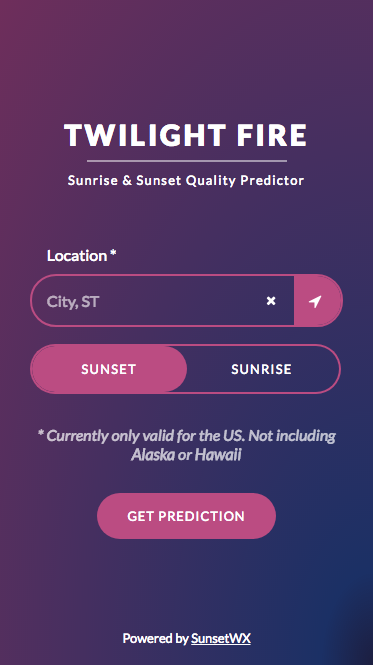 TWILIGHT FIRE
Sunrise & Sunset Quality Predictor
Location *
City, ST
SUNSET
SUNRISE
* Currently only valid for the US. Not including
Alaska or Hawaii
GET PREDICTION
Powered by SunsetWX